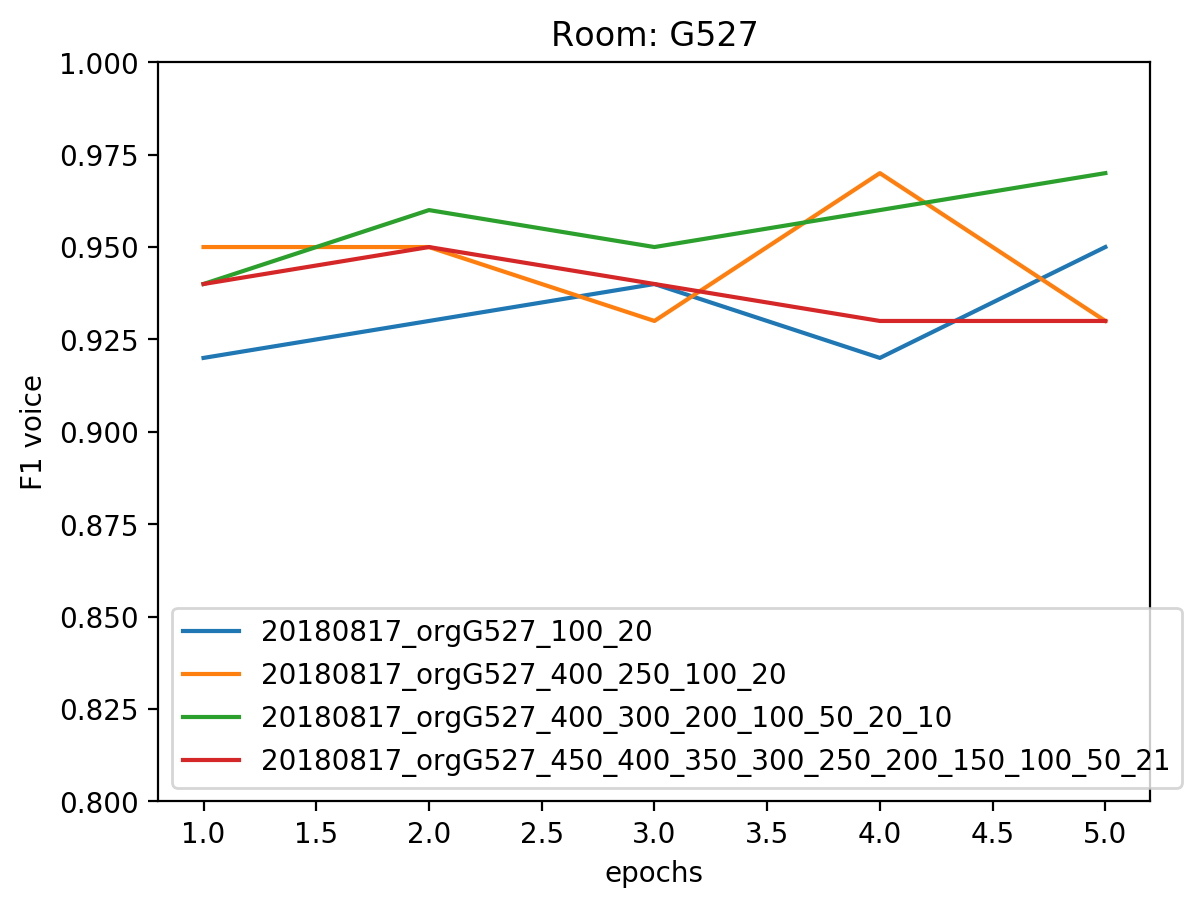 Room: G527
1.000
0.975
0.950
0.925
0.900
0.875
0.850
0.825
0.800
F1 voice
20180817_orgG527_100_20
20180817_orgG527_400_250_100_20
20180817_orgG527_400_300_200_100_50_20_10
20180817_orgG527_450_400_350_300_250_200_150_100_50_21
1.0 1.5 2.0 2.5 3.0 3.5 4.0 4.5 5.0
epochs